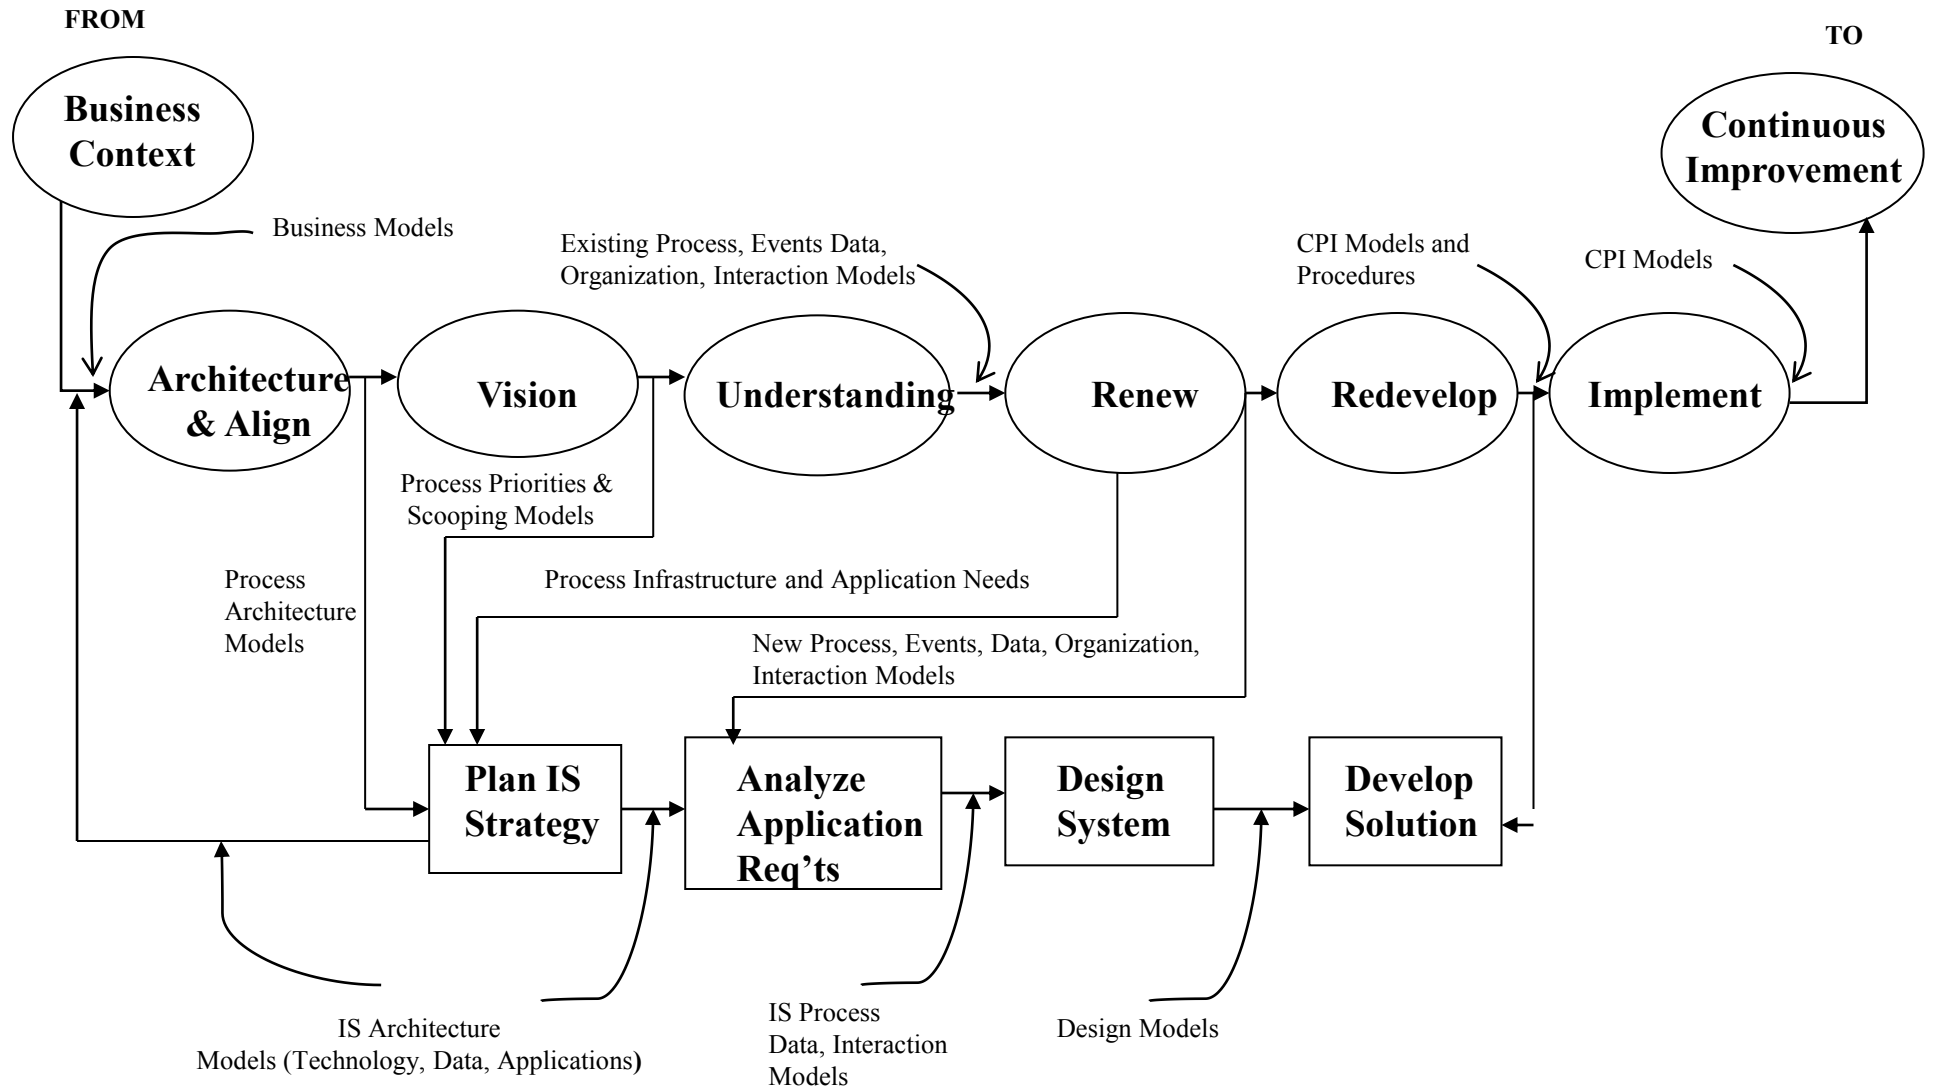 FROM
TO
Business
Context
Continuous
Improvement
Business Models
Existing Process, Events Data,
Organization, Interaction Models
CPI Models and
Procedures
CPI Models
Architecture
& Align
Vision
Understanding
Renew
Redevelop
Implement
Process Priorities &
Scooping Models
Process
Architecture
Models
Process Infrastructure and Application Needs
New Process, Events, Data, Organization,
Interaction Models
Plan IS
Strategy
Analyze
Application
Req’ts
Design
System
Develop
Solution
IS Architecture
Models (Technology, Data, Applications)
IS Process
Data, Interaction
Models
Design Models